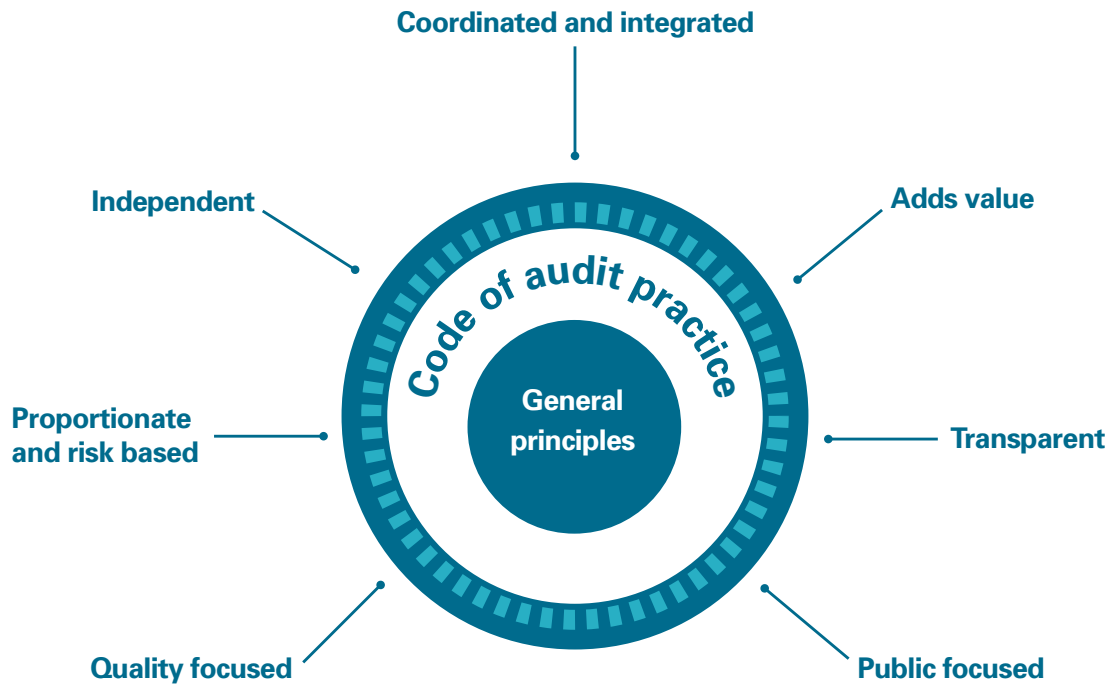 Coordinated and integrated
Independent
Adds value
Code of audit practice
General
principles
Proportionate
and risk based
Transparent
Quality focused
Public focused